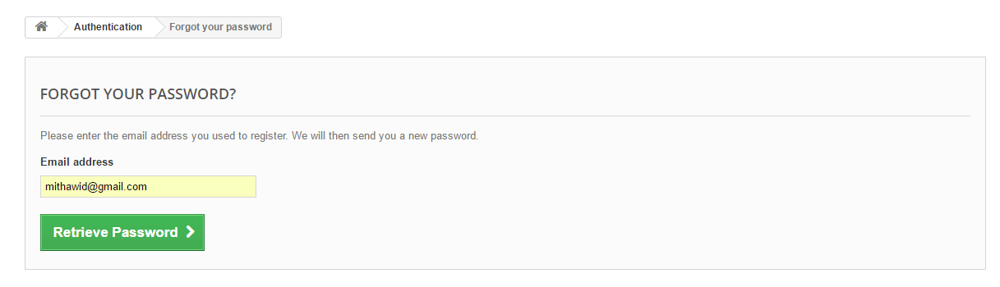 Authentication Forgot your password
FORGOT YOUR PASSWORD?
Please enter the email address you used to register. We will then send you a new password.
Email address
mithawid@gmail.com
Retrieve Password